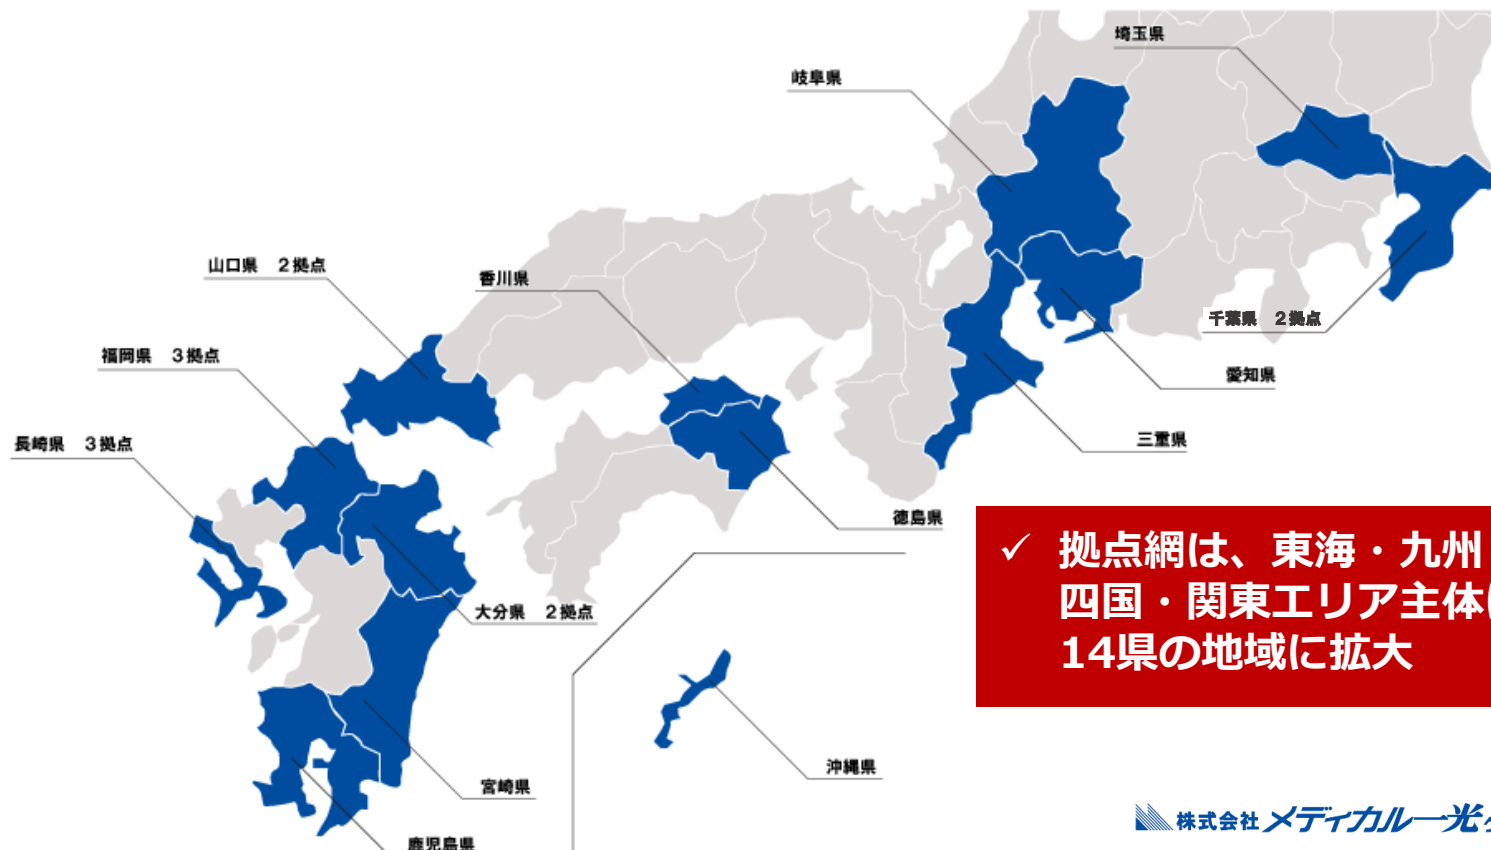 埼玉県
岐阜県
山口県 2拠点
香川県
千葉県 2拠点
福岡県 3拠点
愛知県
長崎県 3拠点
三重県
徳島県
✓ 拠点網は、東海・九州
四国・関東エリア主体に
14県の地域に拡大
大分県 2拠点
沖縄県
宮崎県
株式会社 メディカル一光グ
鹿児島県